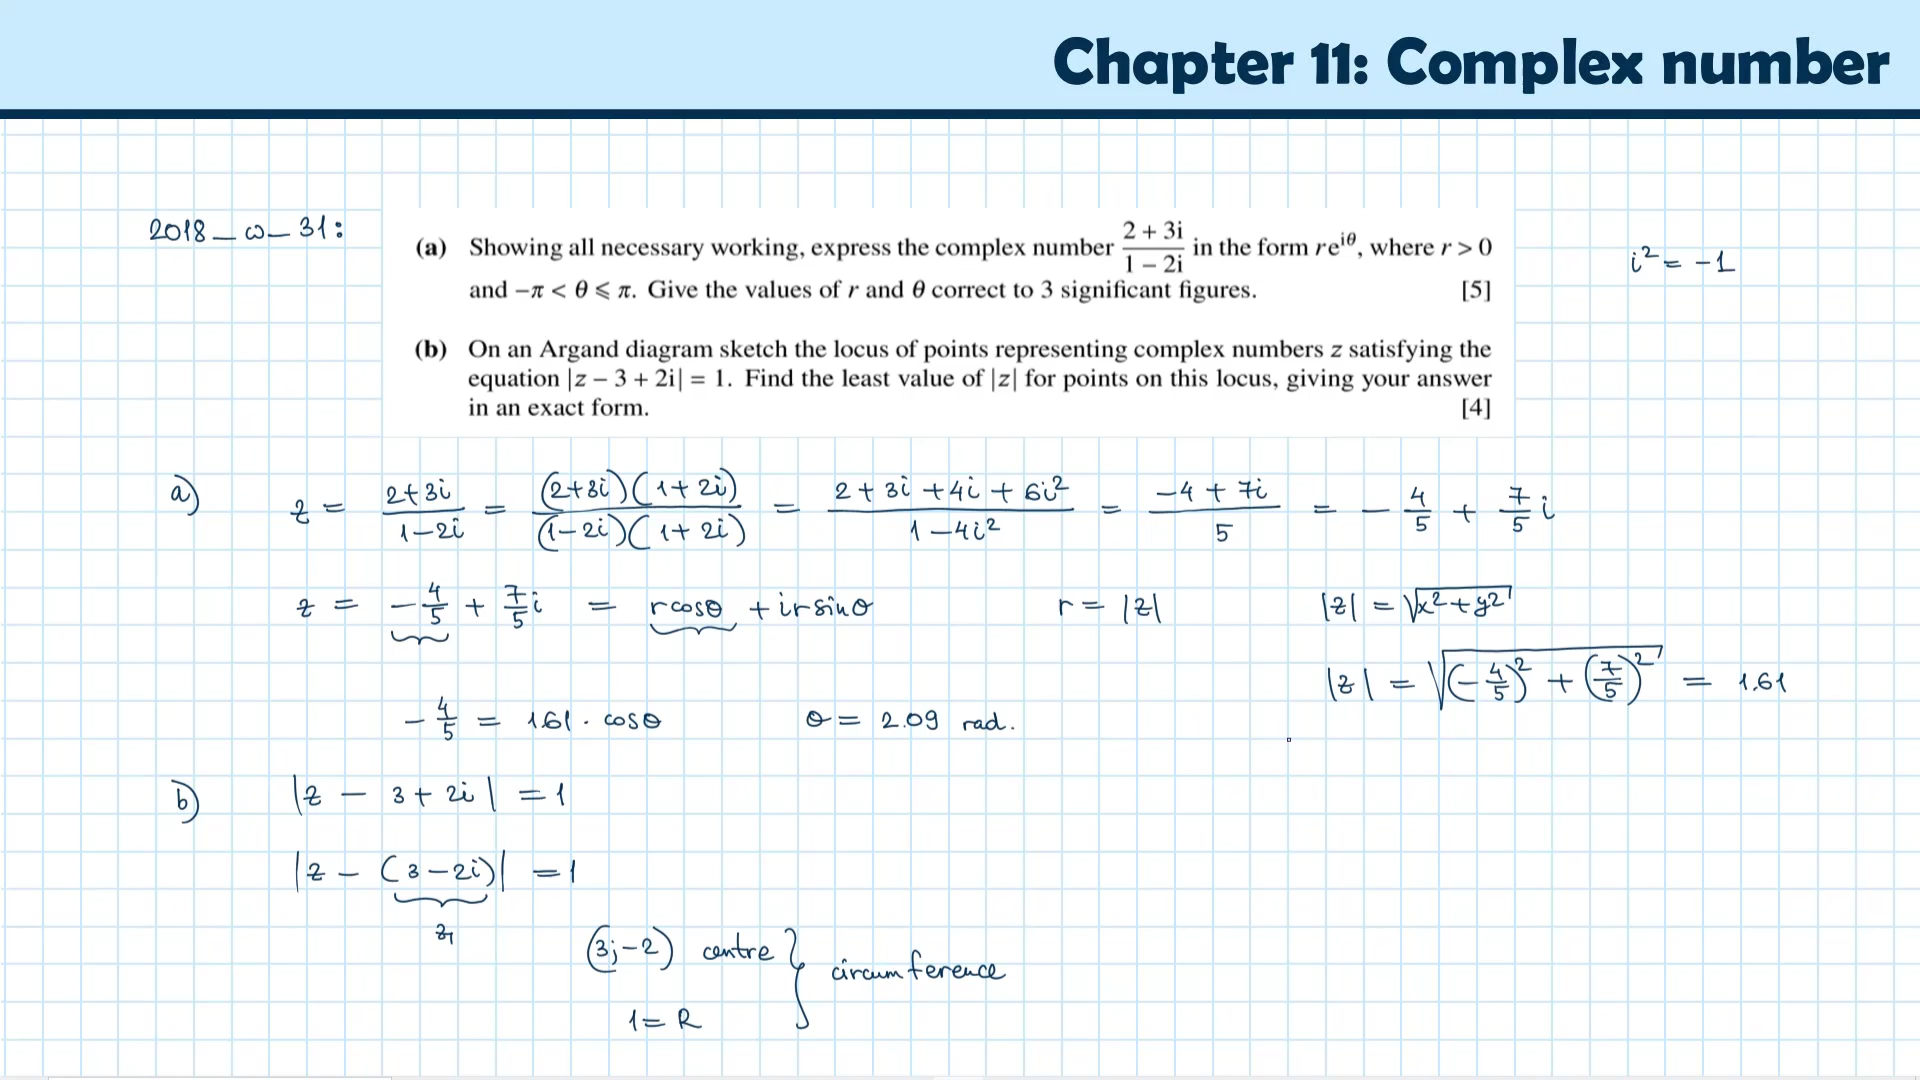 Chapter 11: Complex number
2018_w_31:
(a) Showing all necessary working, express the complex number (2 + 3i)/(1 − 2i) in the form re^{iθ}, where r > 0
and −π < θ ⩽ π. Give the values of r and θ correct to 3 significant figures. [5]
i² = -1
(b) On an Argand diagram sketch the locus of points representing complex numbers z satisfying the
equation |z − 3 + 2i| = 1. Find the least value of |z| for points on this locus, giving your answer
in an exact form. [4]
a) z = (2+3i)/(1-2i) = ((2+3i)(1+2i))/((1-2i)(1+2i)) = (2+3i+4i+6i²)/(1-4i²) = (-4+7i)/5 = -4/5 + 7/5 i
z = -4/5 + 7/5 i = rcosθ + irsinθ r = |z| |z| = √(x²+y²)
|z| = √((-4/5)² + (7/5)²) = 1.61
-4/5 = 1.61 · cosθ θ = 2.09 rad.
b) |z - 3 + 2i| = 1
|z - (3-2i)| = 1
z₁
(3;-2) centre } circumference
1 = R